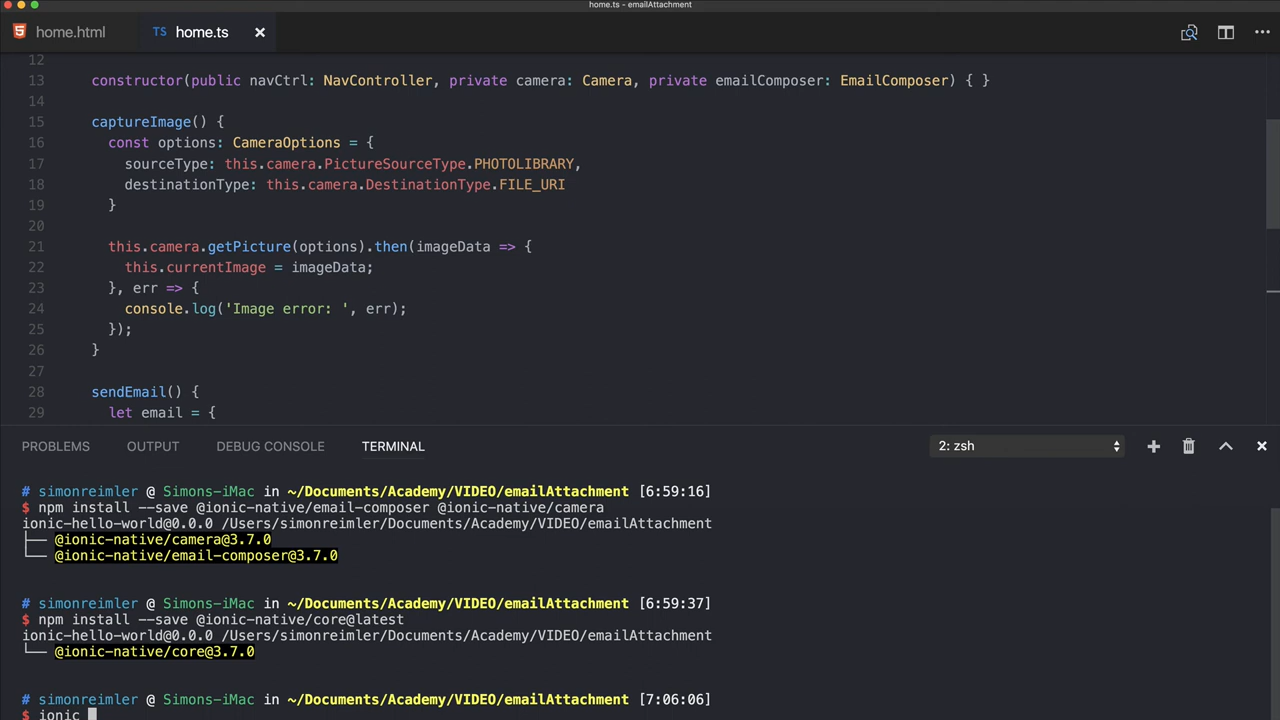 home.ts - emailAttachment
home.html
TS home.ts
12
13 constructor(public navCtrl: NavController, private camera: Camera, private emailComposer: EmailComposer) { }
14
15 captureImage() {
16 const options: CameraOptions = {
17 sourceType: this.camera.PictureSourceType.PHOTOLIBRARY,
18 destinationType: this.camera.DestinationType.FILE_URI
19 }
20
21 this.camera.getPicture(options).then(imageData => {
22 this.currentImage = imageData;
23 }, err => {
24 console.log('Image error: ', err);
25 });
26 }
27
28 sendEmail() {
29 let email = {
PROBLEMS OUTPUT DEBUG CONSOLE TERMINAL 2: zsh
# simonreimler @ Simons-iMac in ~/Documents/Academy/VIDEO/emailAttachment [6:59:16]
$ npm install --save @ionic-native/email-composer @ionic-native/camera
ionic-hello-world@0.0.0 /Users/simonreimler/Documents/Academy/VIDEO/emailAttachment
├── @ionic-native/camera@3.7.0
└── @ionic-native/email-composer@3.7.0
# simonreimler @ Simons-iMac in ~/Documents/Academy/VIDEO/emailAttachment [6:59:37]
$ npm install --save @ionic-native/core@latest
ionic-hello-world@0.0.0 /Users/simonreimler/Documents/Academy/VIDEO/emailAttachment
└── @ionic-native/core@3.7.0
# simonreimler @ Simons-iMac in ~/Documents/Academy/VIDEO/emailAttachment [7:06:06]
$ ionic